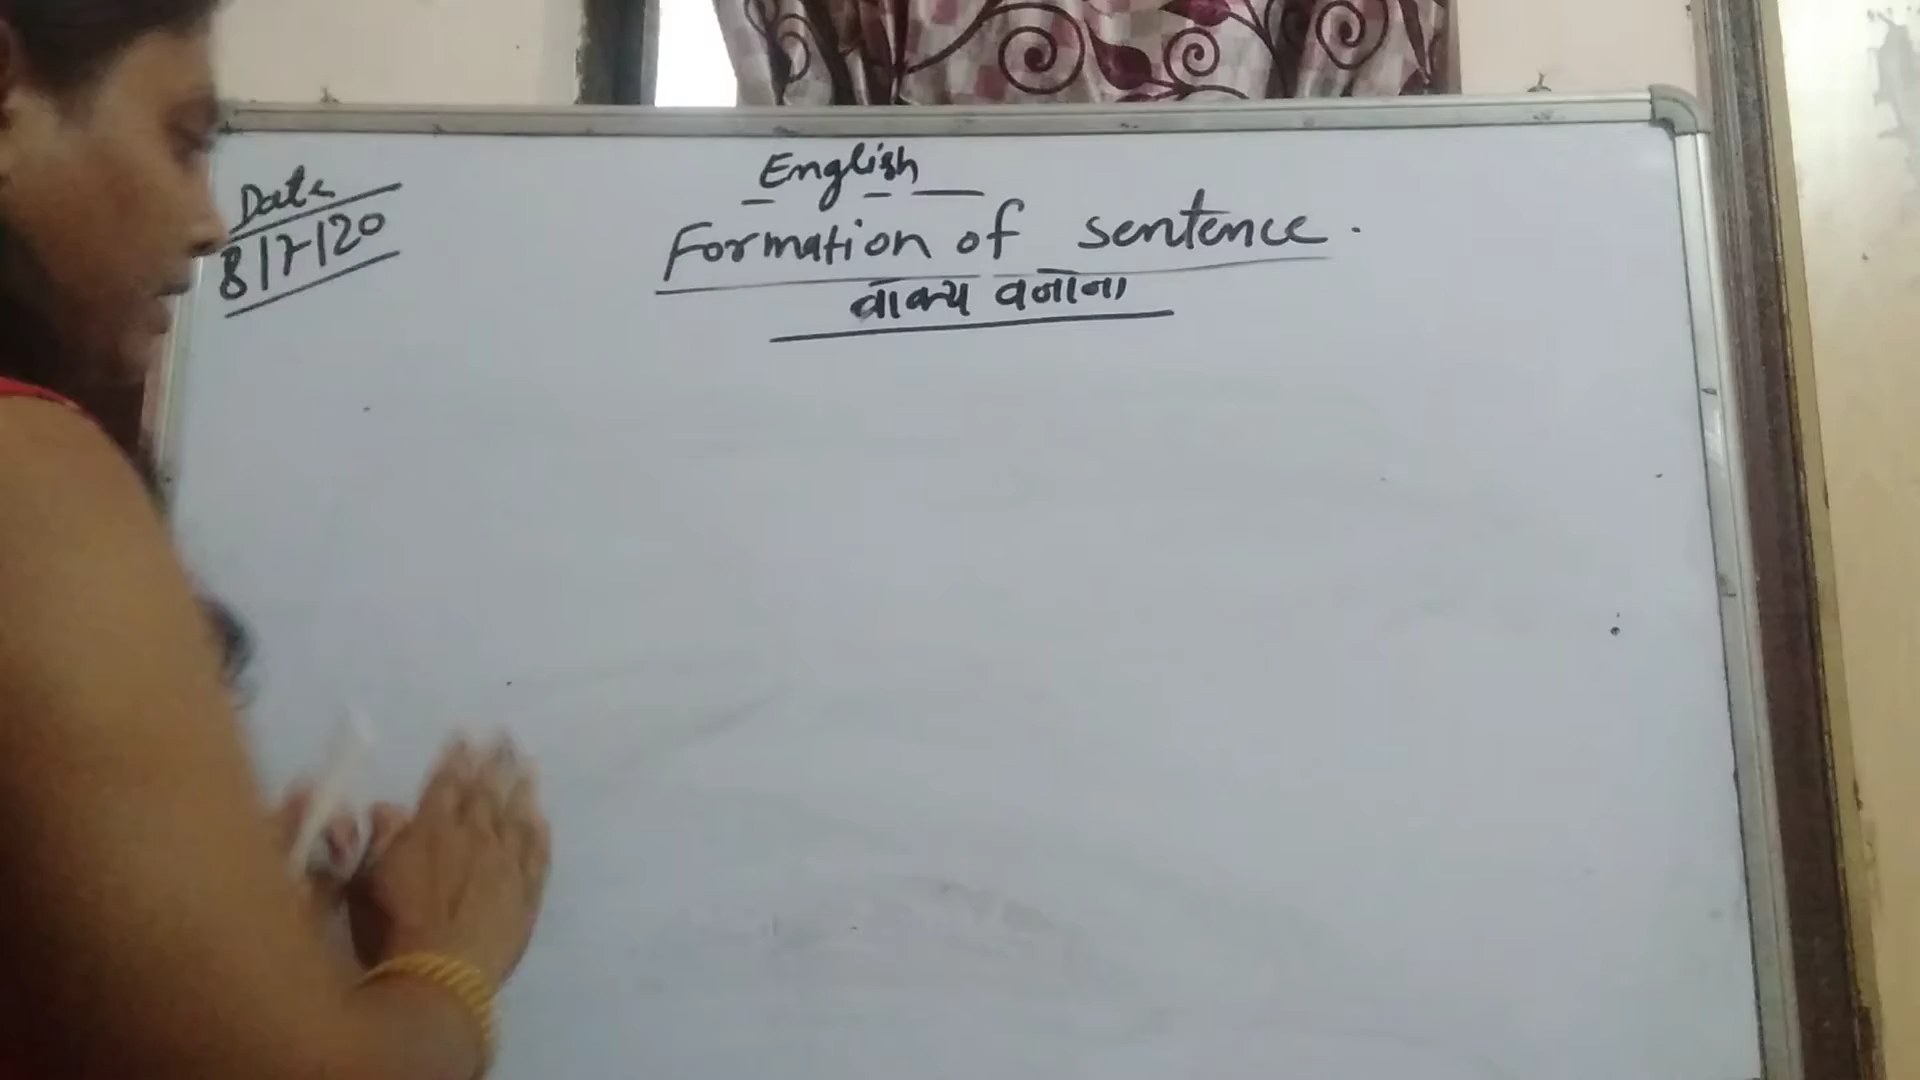 Date
8/7/20
English
Formation of sentence.
वाक्य बनाना